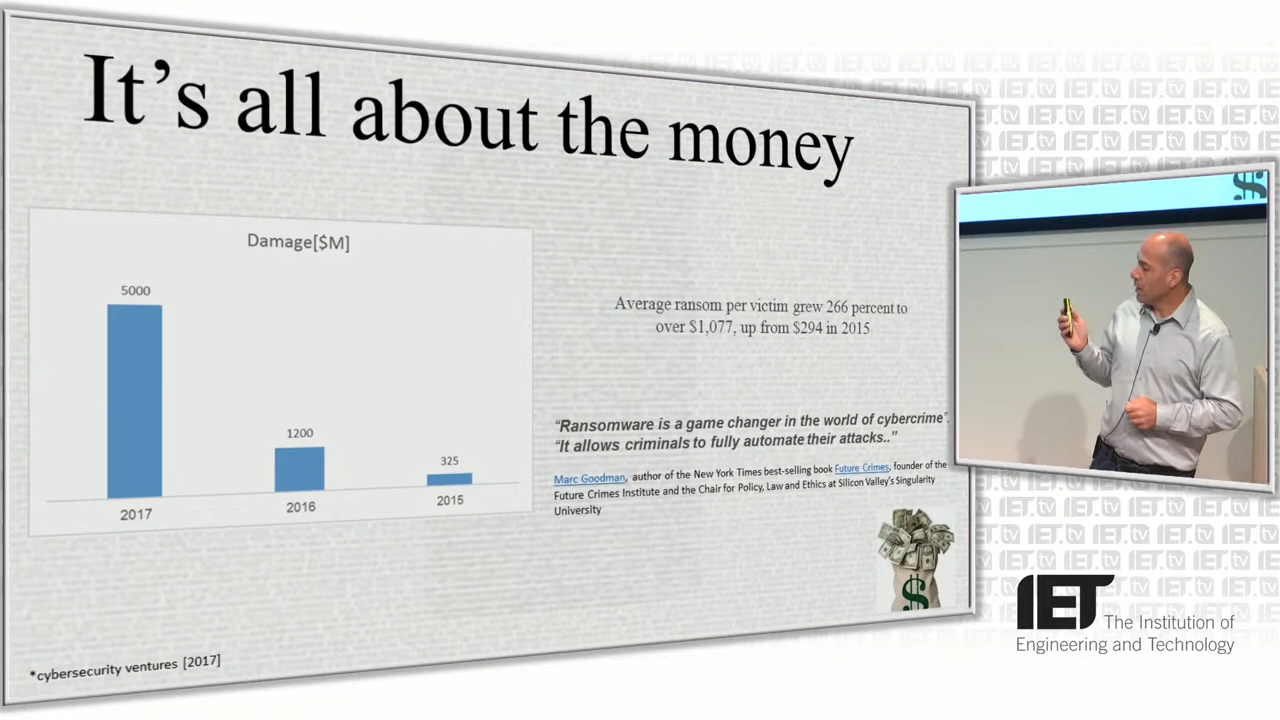 It's all about the money
Damage[$M]
5000
1200
325
2017
2016
2015
Average ransom per victim grew 266 percent to
over $1,077, up from $294 in 2015
"Ransomware is a game changer in the world of cybercrime".
"It allows criminals to fully automate their attacks.."
Marc Goodman, author of the New York Times best-selling book Future Crimes, founder of the
Future Crimes Institute and the Chair for Policy, Law and Ethics at Silicon Valley's Singularity
University
$
*cybersecurity ventures [2017]
$
IET The Institution of
Engineering and Technology
IET.tv